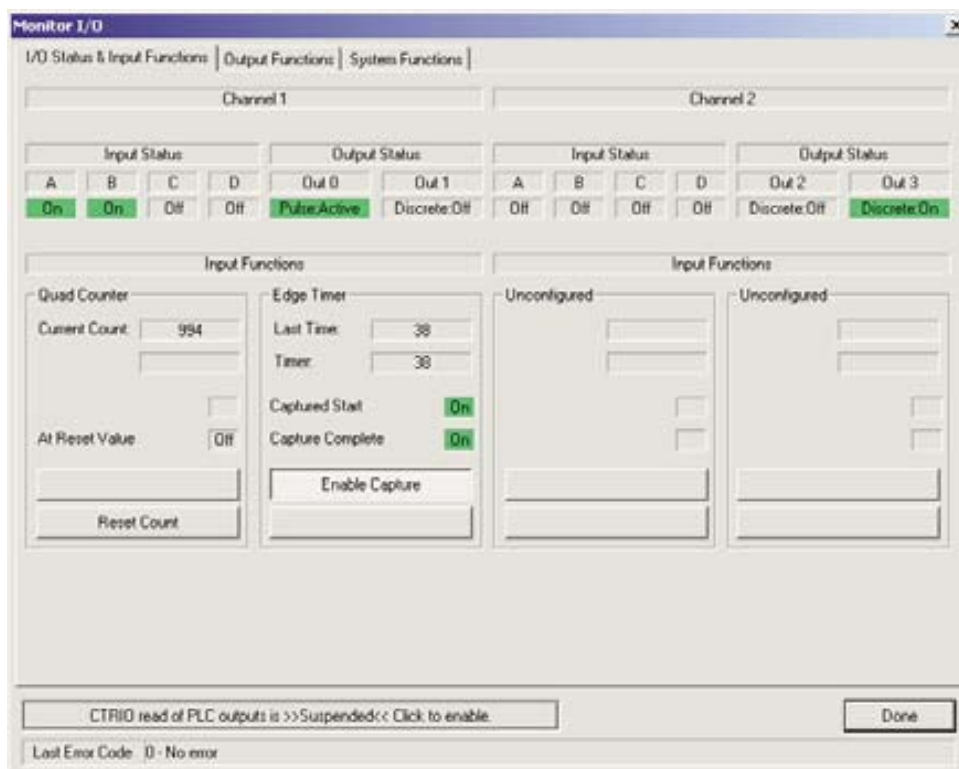 Monitor I/O
I/O Status & Input Functions Output Functions System Functions
Channel 1 Channel 2
Input Status Output Status Input Status Output Status
A B C D Out 0 Out 1 A B C D Out 2 Out 3
On On Off Off Pulse:Active Discrete:Off Off Off Off Off Discrete:Off Discrete:On
Input Functions Input Functions
Quad Counter Edge Timer Unconfigured Unconfigured
Current Count: 994 Last Time: 38
Timer: 38
Captured Start On
At Reset Value Off Capture Complete On
Enable Capture
Reset Count
CTRIO read of PLC outputs is >>Suspended<< Click to enable.
Done
Last Error Code 0 - No error